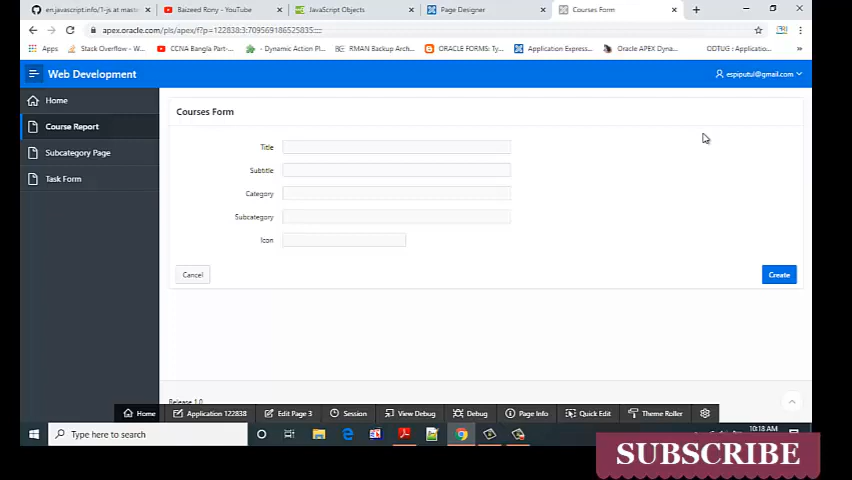 en.javascript.info/1-js at maste
Baizeed Rony - YouTube
JavaScript Objects
Page Designer
Courses Form
apex.oracle.com/pls/apex/f?p=122838:3:709569186525835:::::
Apps
Stack Overflow - W...
CCNA Bangla Part-...
- Dynamic Action Pl...
RMAN Backup Arch...
ORACLE FORMS: Ty...
Application Express...
Oracle APEX Dyna...
ODTUG : Applicatio...
Web Development
espiputul@gmail.com
Home
Course Report
Subcategory Page
Task Form
Courses Form
Title
Subtitle
Category
Subcategory
Icon
Cancel
Create
Release 1.0
Home
Application 122838
Edit Page 3
Session
View Debug
Debug
Page Info
Quick Edit
Theme Roller
Type here to search
10:18 AM
SUBSCRIBE